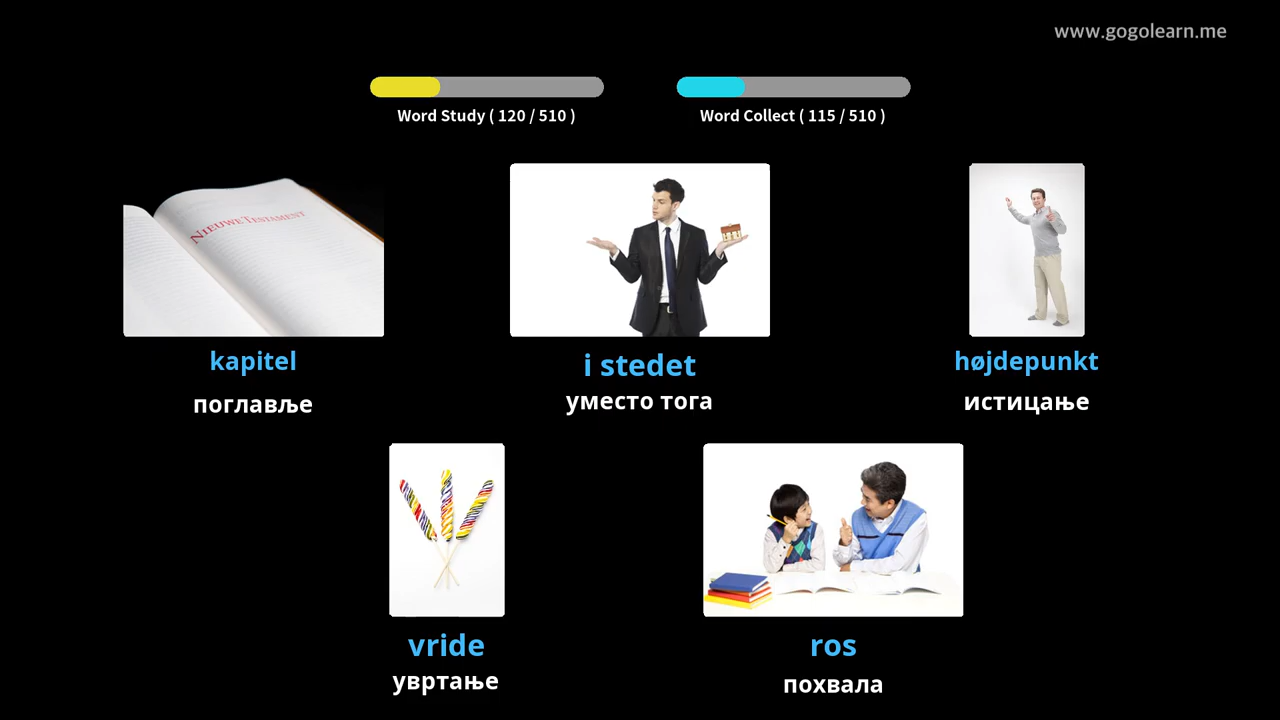 www.gogolearn.me
Word Study ( 120 / 510 )
Word Collect ( 115 / 510 )
NIEUWE TESTAMENT
kapitel
поглавље
i stedet
уместо тога
højdepunkt
истицање
vride
увртање
ros
похвала